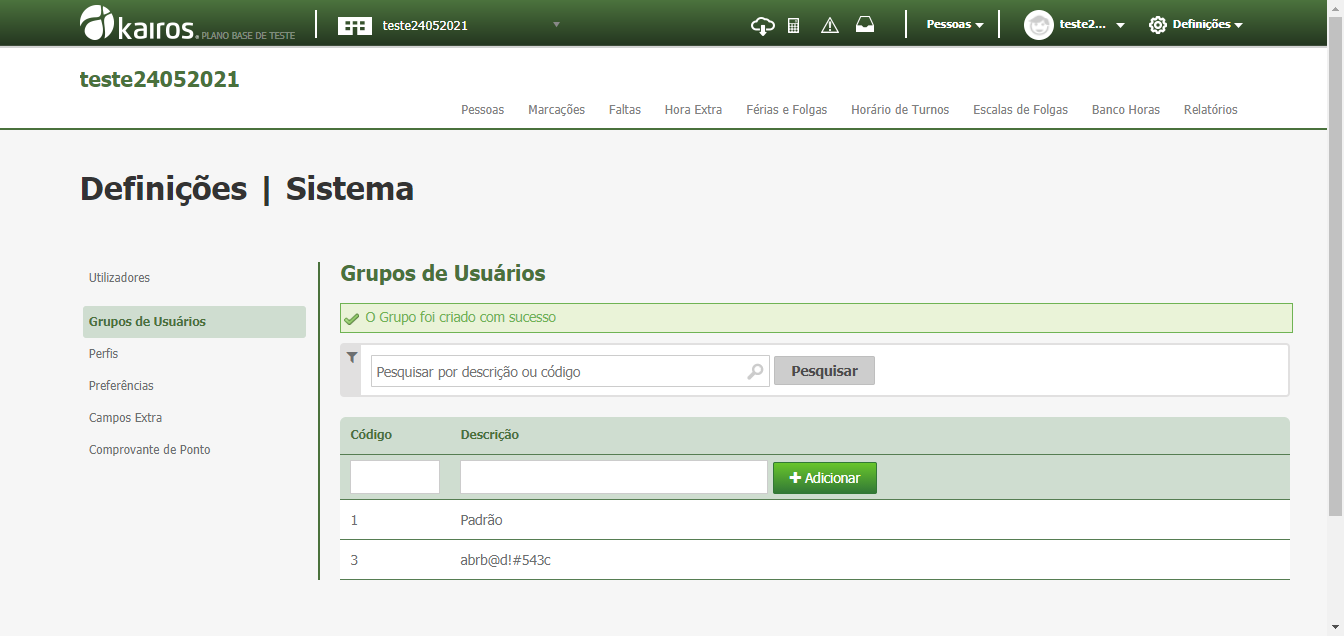 kairos. PLANO BASE DE TESTE
teste24052021
Pessoas
teste2...
Definições
teste24052021
Pessoas Marcações Faltas Hora Extra Férias e Folgas Horário de Turnos Escalas de Folgas Banco Horas Relatórios
Definições | Sistema
Utilizadores
Grupos de Usuários
Perfis
Preferências
Campos Extra
Comprovante de Ponto
Grupos de Usuários
O Grupo foi criado com sucesso
Pesquisar por descrição ou código
Pesquisar
Código Descrição
Adicionar
1 Padrão
3 abrb@d!#543c